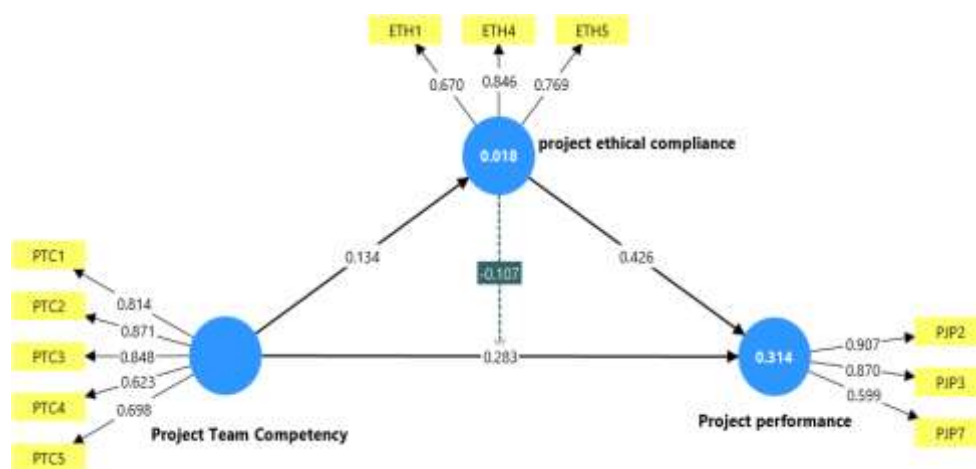 ETH1
ETH4
ETH5
0.670
0.846
0.769
0.018
project ethical compliance
0.134
-0.107
0.426
PTC1
PTC2
PTC3
PTC4
PTC5
0.814
0.871
0.848
0.623
0.698
0.283
0.314
0.907
0.870
0.599
PJP2
PJP3
PJP7
Project Team Competency
Project performance